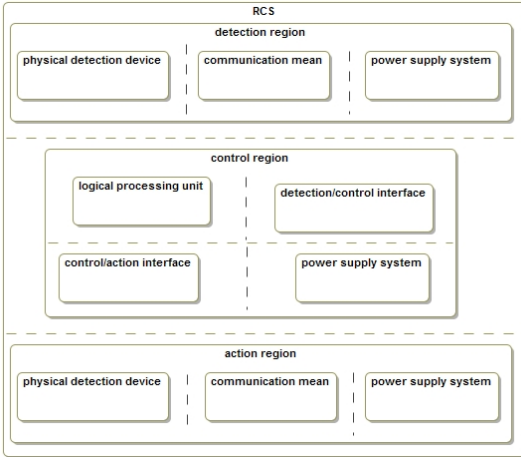 RCS
detection region
physical detection device
communication mean
power supply system
control region
logical processing unit
detection/control interface
control/action interface
power supply system
action region
physical detection device
communication mean
power supply system